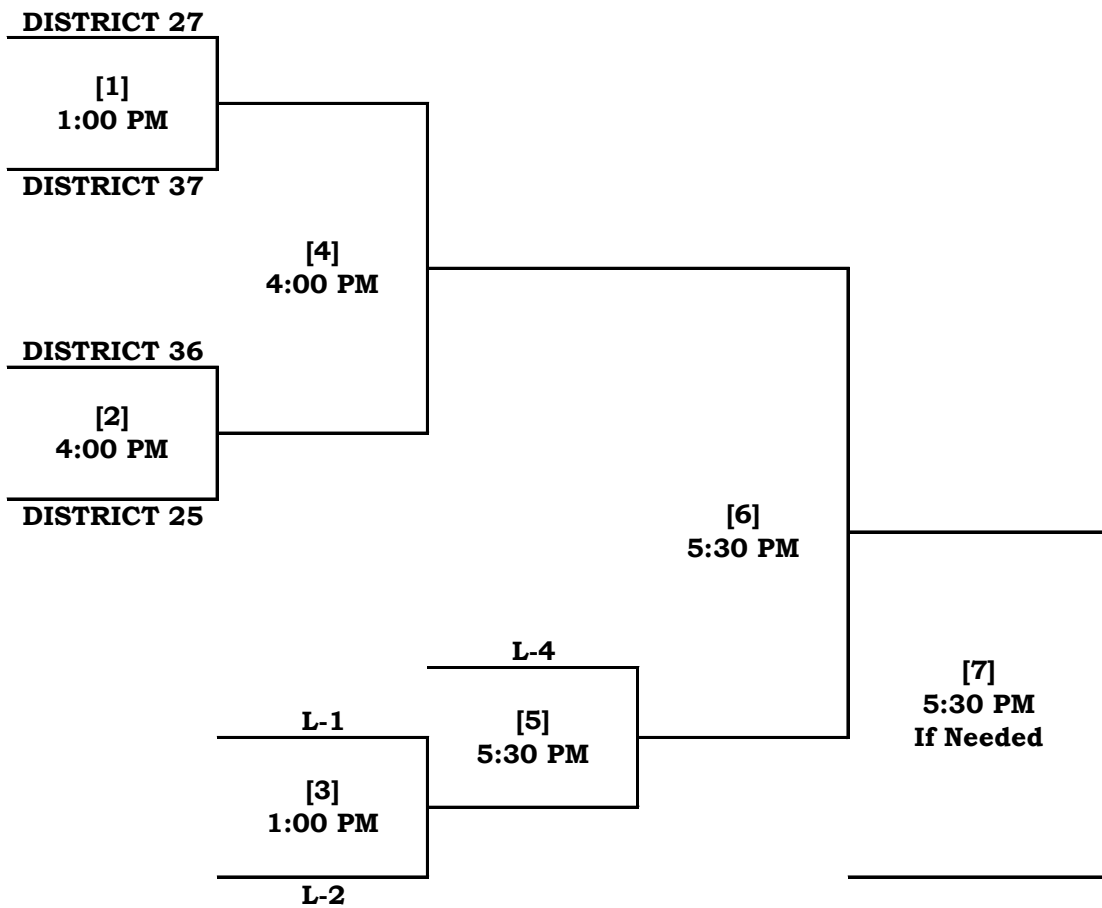 DISTRICT 27
[1]
1:00 PM
DISTRICT 37
[4]
4:00 PM
DISTRICT 36
[2]
4:00 PM
DISTRICT 25
[6]
5:30 PM
L-4
[7]
5:30 PM
If Needed
L-1
[5]
5:30 PM
[3]
1:00 PM
L-2